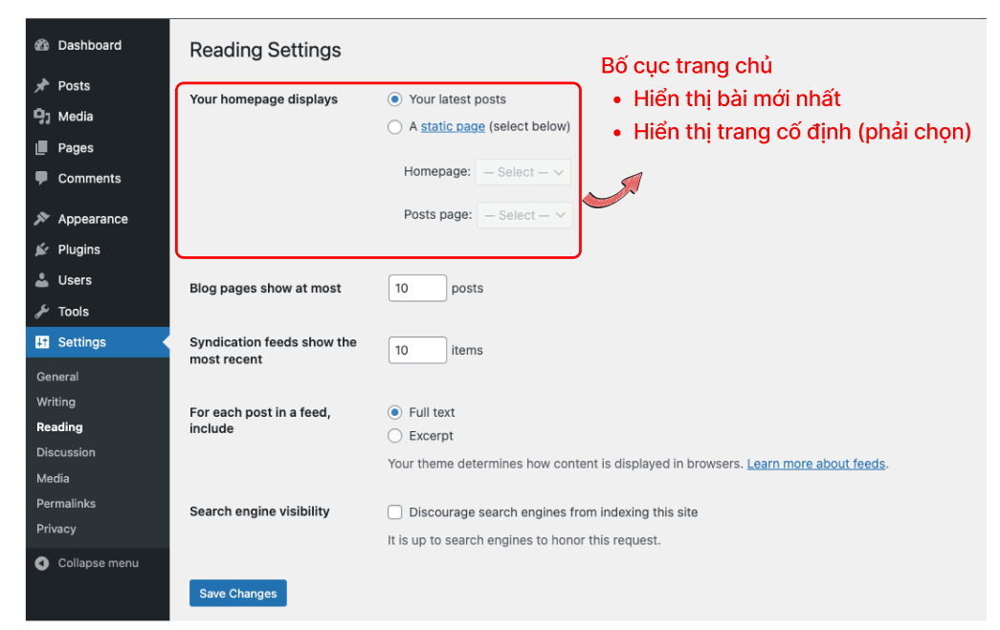 Dashboard
Posts
Media
Pages
Comments
Appearance
Plugins
Users
Tools
Settings
General
Writing
Reading
Discussion
Media
Permalinks
Privacy
Collapse menu
Reading Settings
Your homepage displays
Your latest posts
A static page (select below)
Homepage: — Select —
Posts page: — Select —
Bố cục trang chủ
• Hiển thị bài mới nhất
• Hiển thị trang cố định (phải chọn)
Blog pages show at most 10 posts
Syndication feeds show the
most recent
10 items
For each post in a feed,
include
Full text
Excerpt
Your theme determines how content is displayed in browsers. Learn more about feeds.
Search engine visibility
Discourage search engines from indexing this site
It is up to search engines to honor this request.
Save Changes